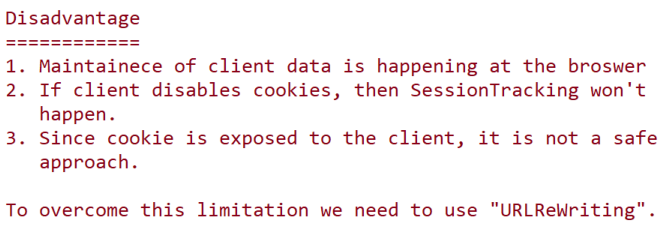 Disadvantage
============
1. Maintainece of client data is happening at the broswer
2. If client disables cookies, then SessionTracking won't
happen.
3. Since cookie is exposed to the client, it is not a safe
approach.
To overcome this limitation we need to use "URLReWriting".